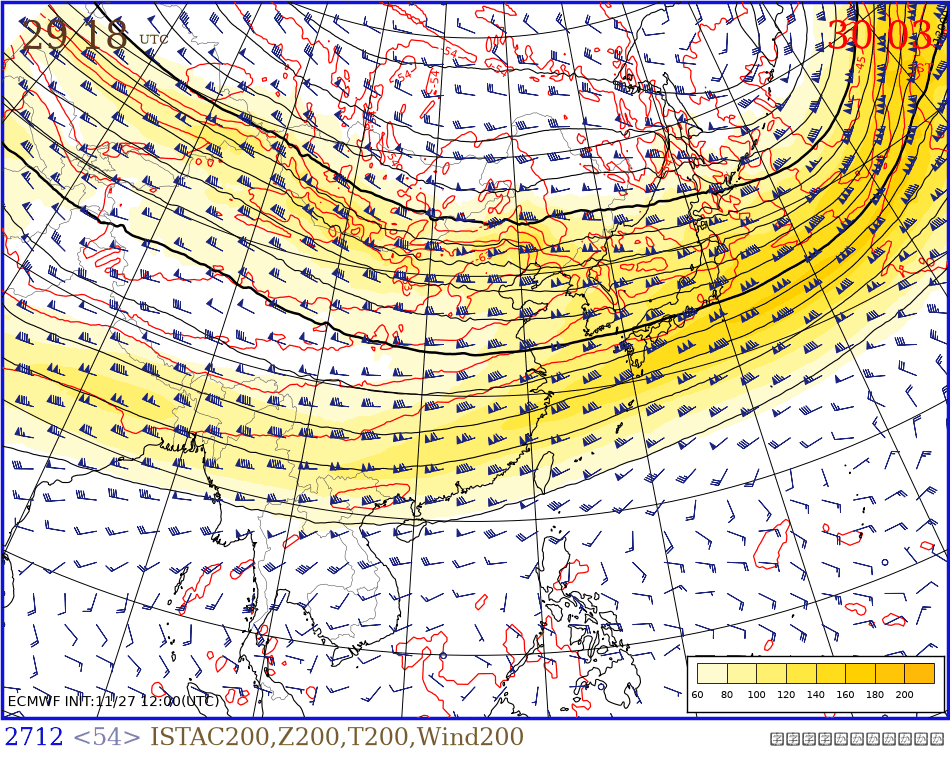 29 18 UTC
30 03
ECMWF INIT:11/27 12:00(UTC)
60 80 100 120 140 160 180 200
2712 <54> ISTAC200,Z200,T200,Wind200